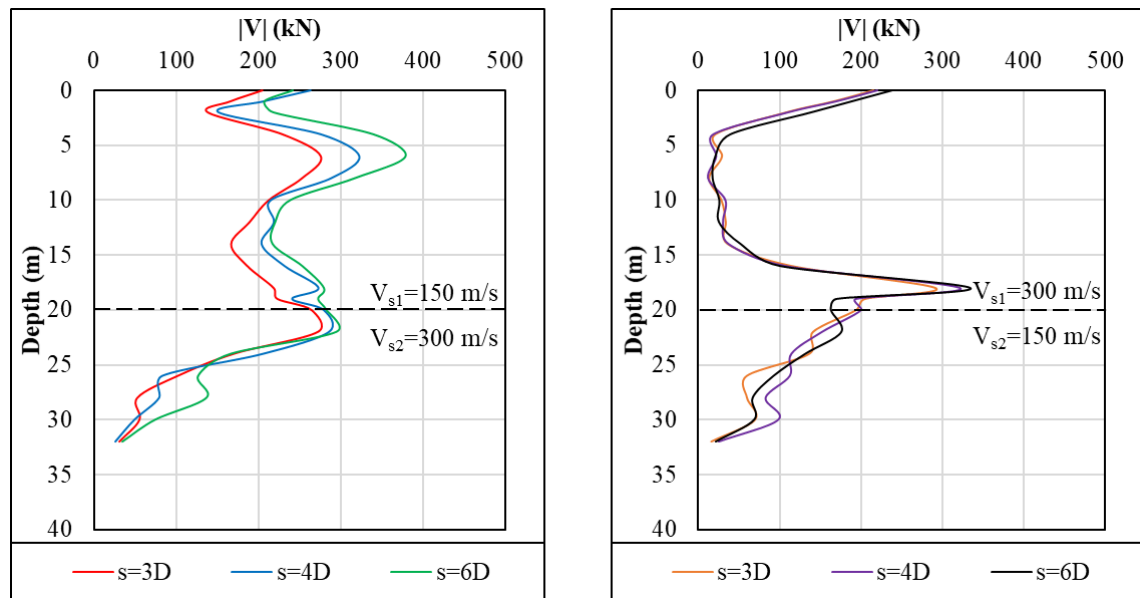 |V| (kN)
0 100 200 300 400 500
0
5
10
15
20
25
30
35
40
Depth (m)
Vs1=150 m/s
Vs2=300 m/s
s=3D s=4D s=6D
|V| (kN)
0 100 200 300 400 500
0
5
10
15
20
25
30
35
40
Depth (m)
Vs1=300 m/s
Vs2=150 m/s
s=3D s=4D s=6D